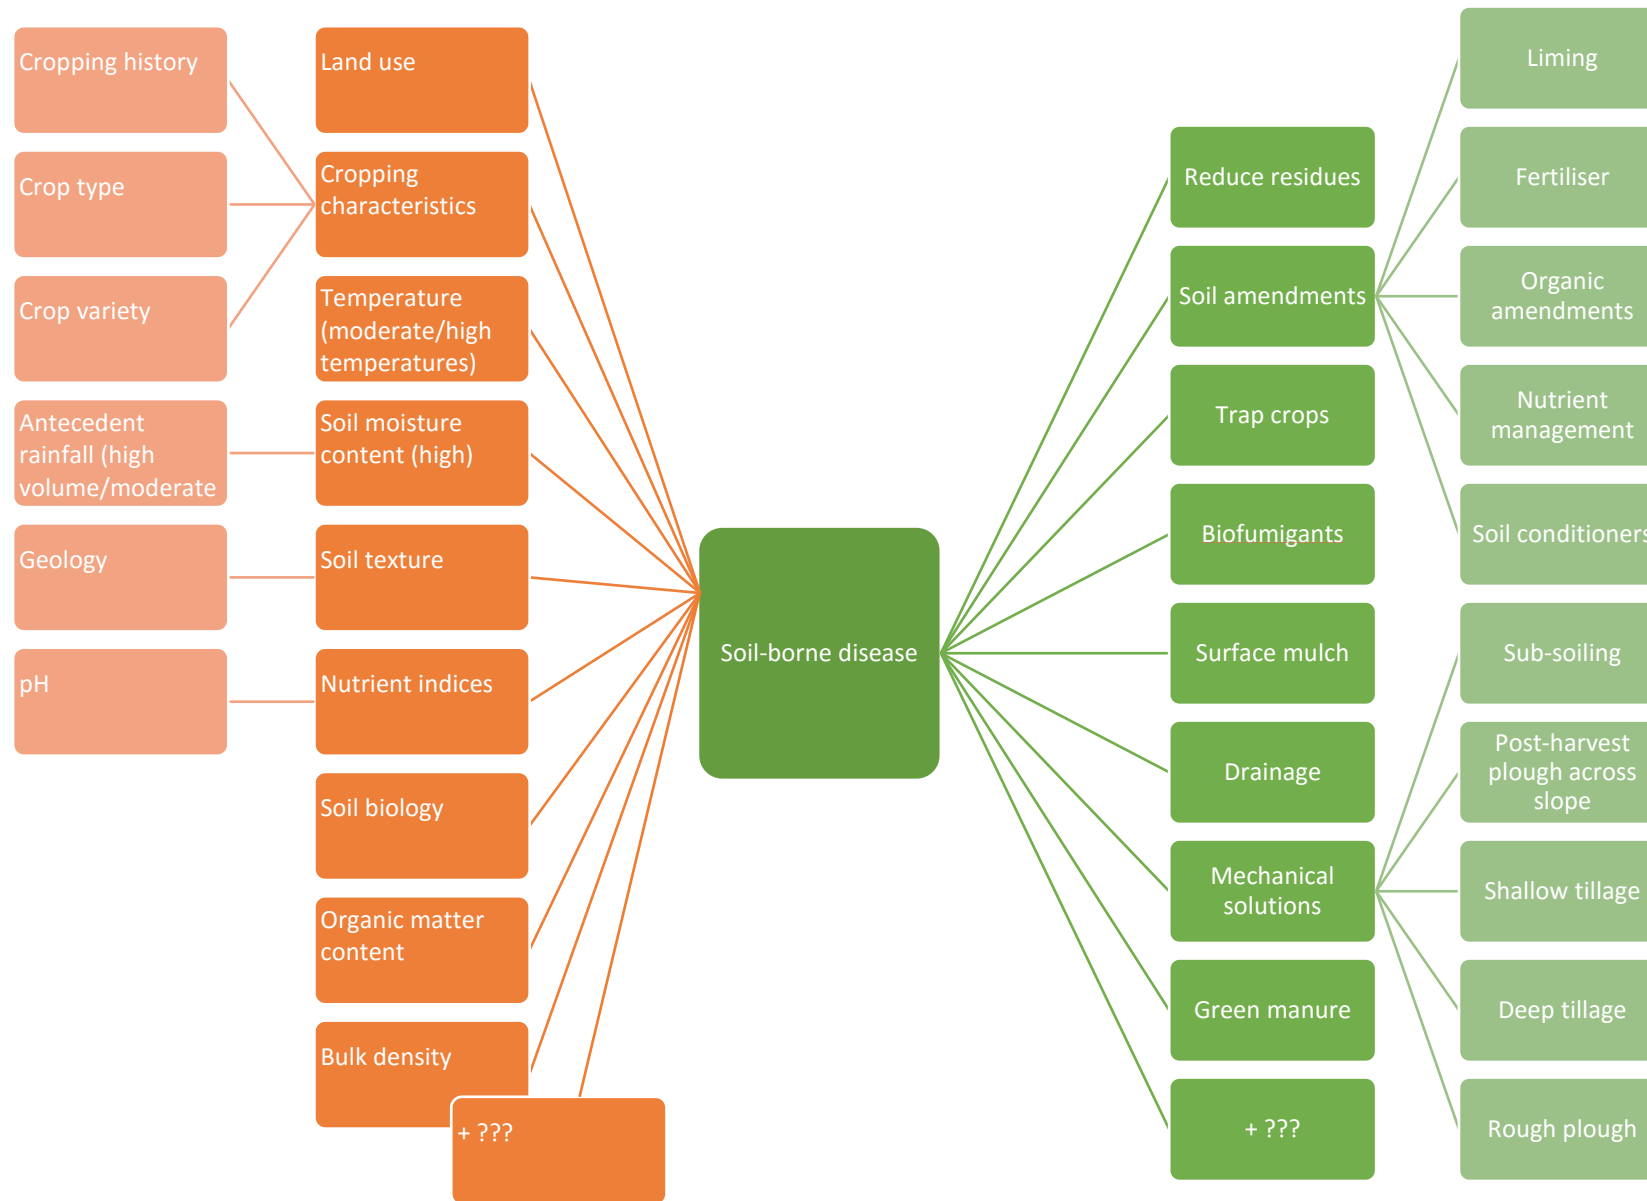 Cropping history
Crop type
Crop variety
Antecedent
rainfall (high
volume/moderate
Geology
pH
Land use
Cropping
characteristics
Temperature
(moderate/high
temperatures)
Soil moisture
content (high)
Soil texture
Nutrient indices
Soil biology
Organic matter
content
Bulk density
+ ???
Soil-borne disease
Reduce residues
Soil amendments
Trap crops
Biofumigants
Surface mulch
Drainage
Mechanical
solutions
Green manure
+ ???
Liming
Fertiliser
Organic
amendments
Nutrient
management
Soil conditioners
Sub-soiling
Post-harvest
plough across
slope
Shallow tillage
Deep tillage
Rough plough